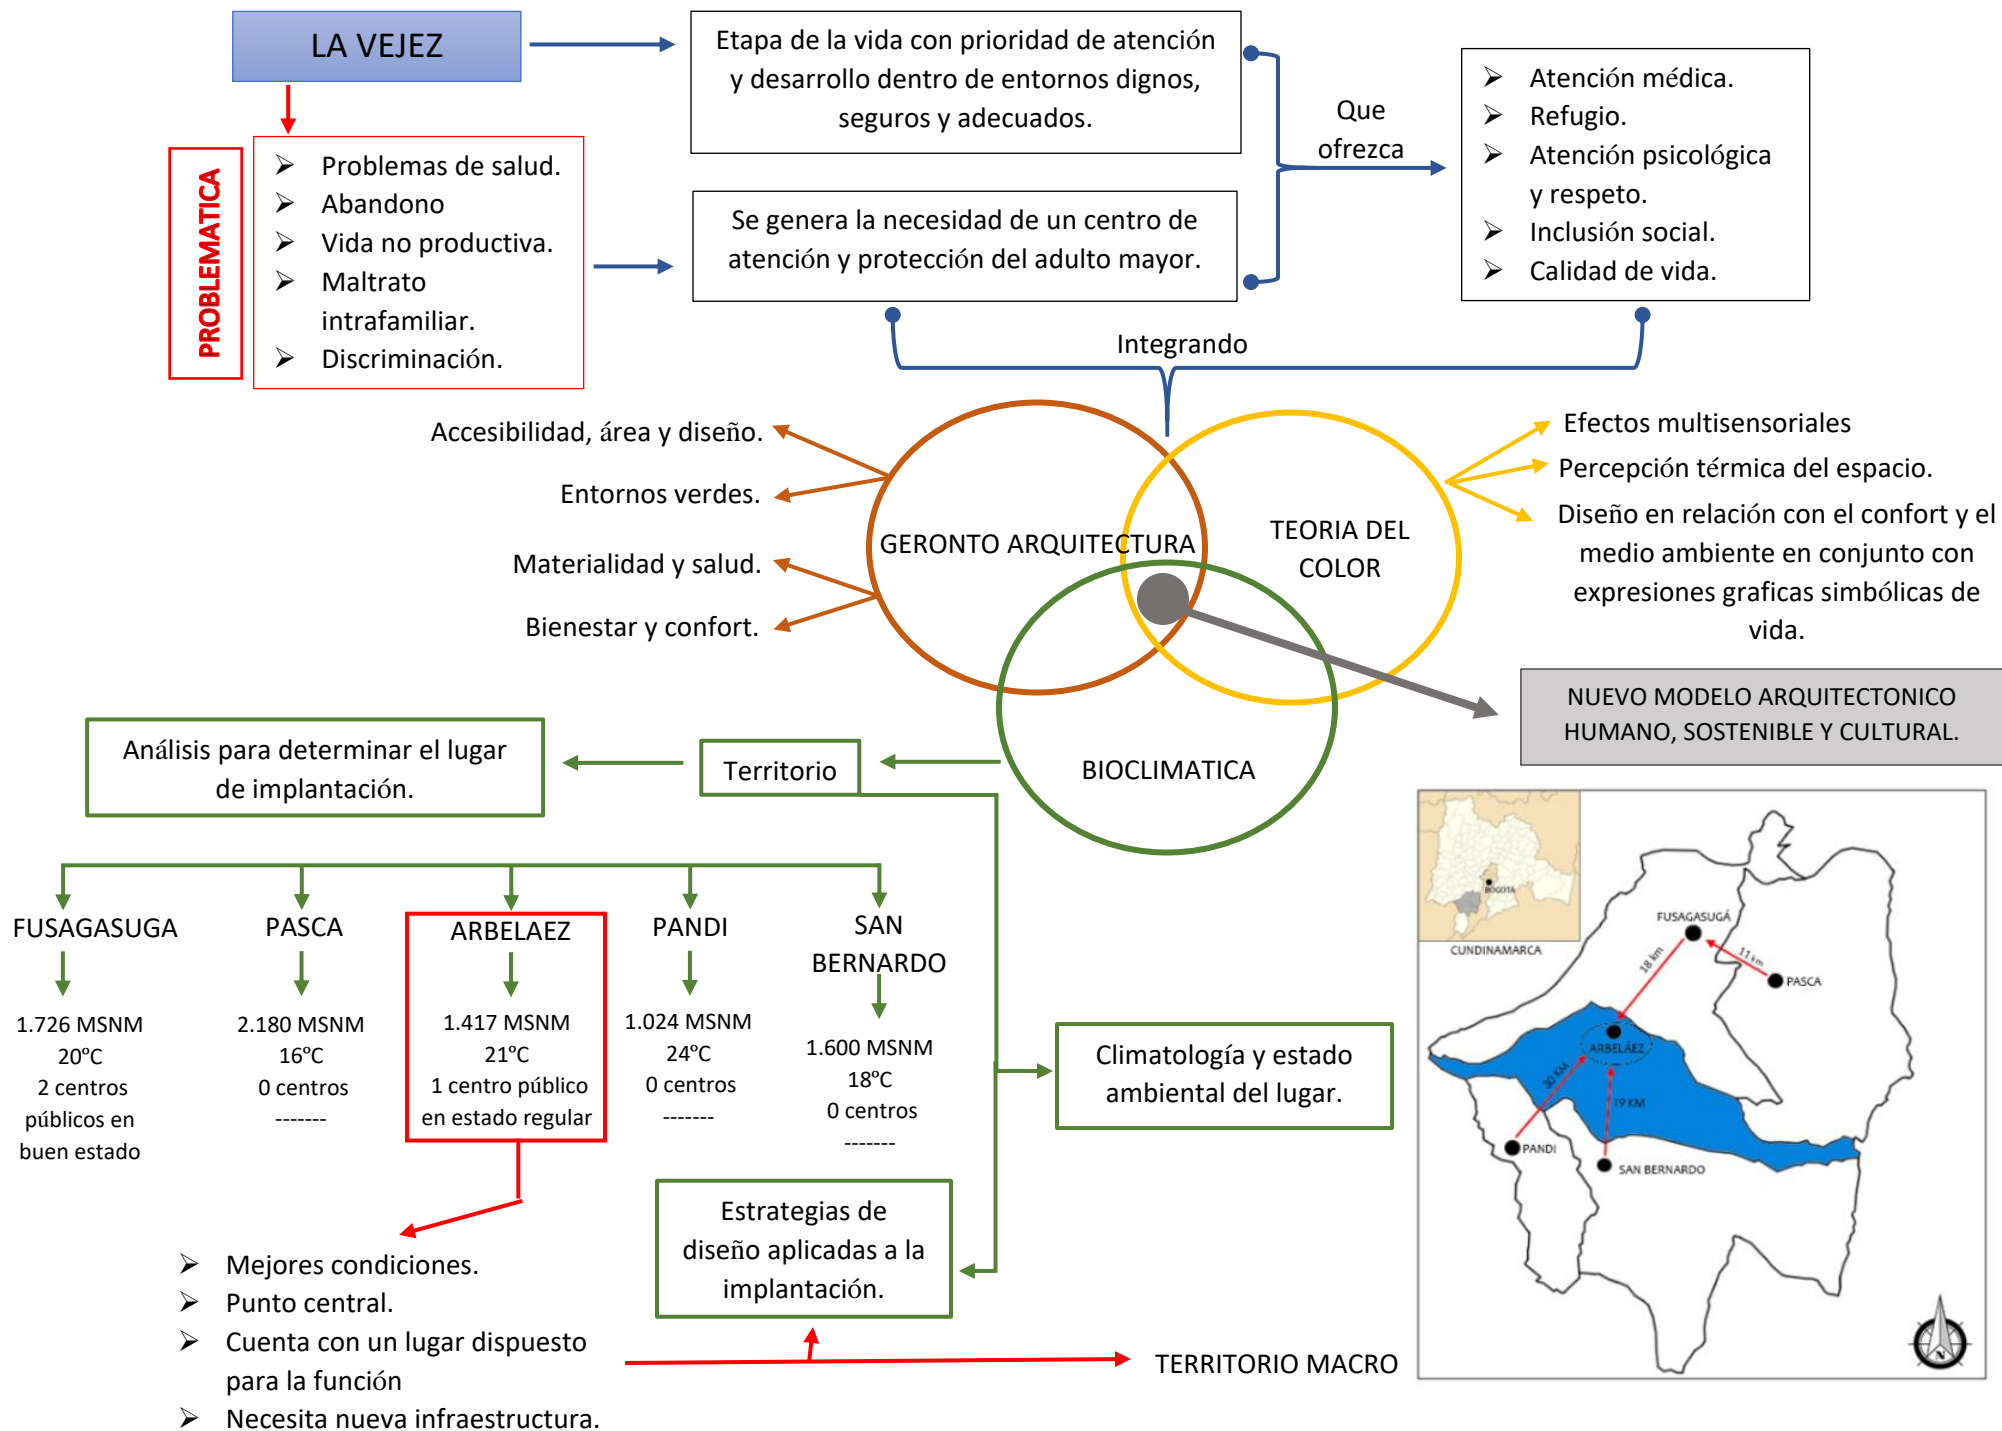 LA VEJEZ
Etapa de la vida con prioridad de atención
y desarrollo dentro de entornos dignos,
seguros y adecuados.
Que
ofrezca
➢ Atención médica.
➢ Refugio.
➢ Atención psicológica
y respeto.
➢ Inclusión social.
➢ Calidad de vida.
PROBLEMATICA
➢ Problemas de salud.
➢ Abandono
➢ Vida no productiva.
➢ Maltrato
intrafamiliar.
➢ Discriminación.
Se genera la necesidad de un centro de
atención y protección del adulto mayor.
Integrando
Accesibilidad, área y diseño.
Entornos verdes.
Materialidad y salud.
Bienestar y confort.
GERONTO ARQUITECTURA
TEORIA DEL
COLOR
BIOCLIMATICA
Efectos multisensoriales
Percepción térmica del espacio.
Diseño en relación con el confort y el
medio ambiente en conjunto con
expresiones graficas simbólicas de
vida.
NUEVO MODELO ARQUITECTONICO
HUMANO, SOSTENIBLE Y CULTURAL.
Análisis para determinar el lugar
de implantación.
Territorio
FUSAGASUGA
1.726 MSNM
20°C
2 centros
públicos en
buen estado
PASCA
2.180 MSNM
16°C
0 centros
-------
ARBELAEZ
1.417 MSNM
21°C
1 centro público
en estado regular
PANDI
1.024 MSNM
24°C
0 centros
-------
SAN
BERNARDO
1.600 MSNM
18°C
0 centros
-------
Climatología y estado
ambiental del lugar.
Estrategias de
diseño aplicadas a la
implantación.
➢ Mejores condiciones.
➢ Punto central.
➢ Cuenta con un lugar dispuesto
para la función
➢ Necesita nueva infraestructura.
TERRITORIO MACRO
BOGOTA
CUNDINAMARCA
FUSAGASUGÁ
18 km
11 km
PASCA
ARBELÁEZ
30 KM
19 KM
PANDI
SAN BERNARDO
N